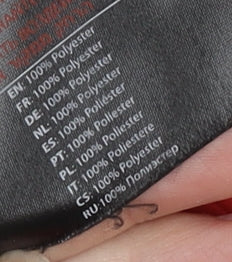 EN: 100% Polyester
FR: 100% Polyester
DE: 100% Polyester
NL: 100% Polyester
ES: 100% Poliéster
PT: 100% Poliéster
PL: 100% Poliester
IT: 100% Poliestere
CS: 100% Polyester
RU: 100% Полиэстер